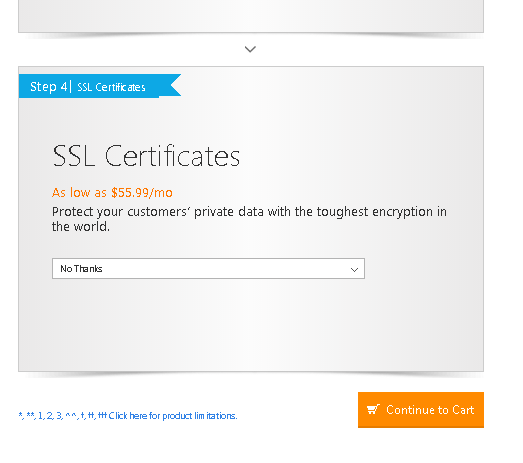 Step 4| SSL Certificates
SSL Certificates
As low as $55.99/mo
Protect your customers’ private data with the toughest encryption in
the world.
No Thanks
*, **, 1, 2, 3, ^^, †, ††, ††† Click here for product limitations.
Continue to Cart